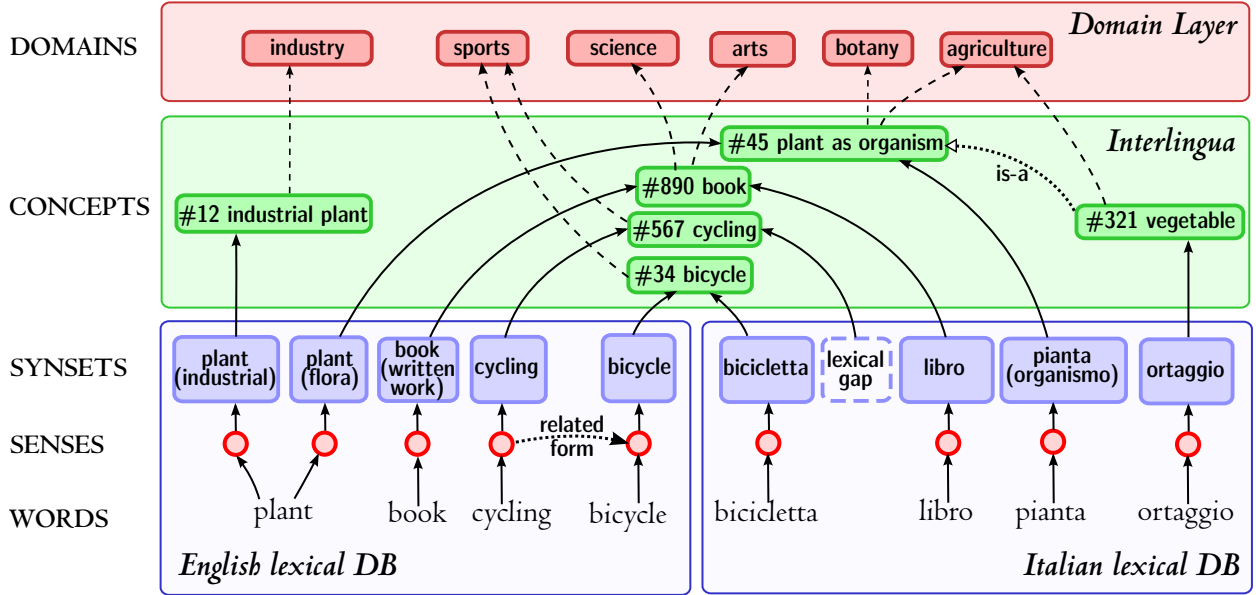 Domain Layer
DOMAINS
industry
sports
science
arts
botany
agriculture
Interlingua
#45 plant as organism
is-a
#890 book
CONCEPTS
#12 industrial plant
#567 cycling
#321 vegetable
#34 bicycle
SYNSETS
plant
(industrial)
plant
(flora)
book
(written
work)
cycling
bicycle
bicicletta
lexical
gap
libro
pianta
(organismo)
ortaggio
SENSES
related
form
WORDS
plant
book
cycling
bicycle
bicicletta
libro
pianta
ortaggio
English lexical DB
Italian lexical DB